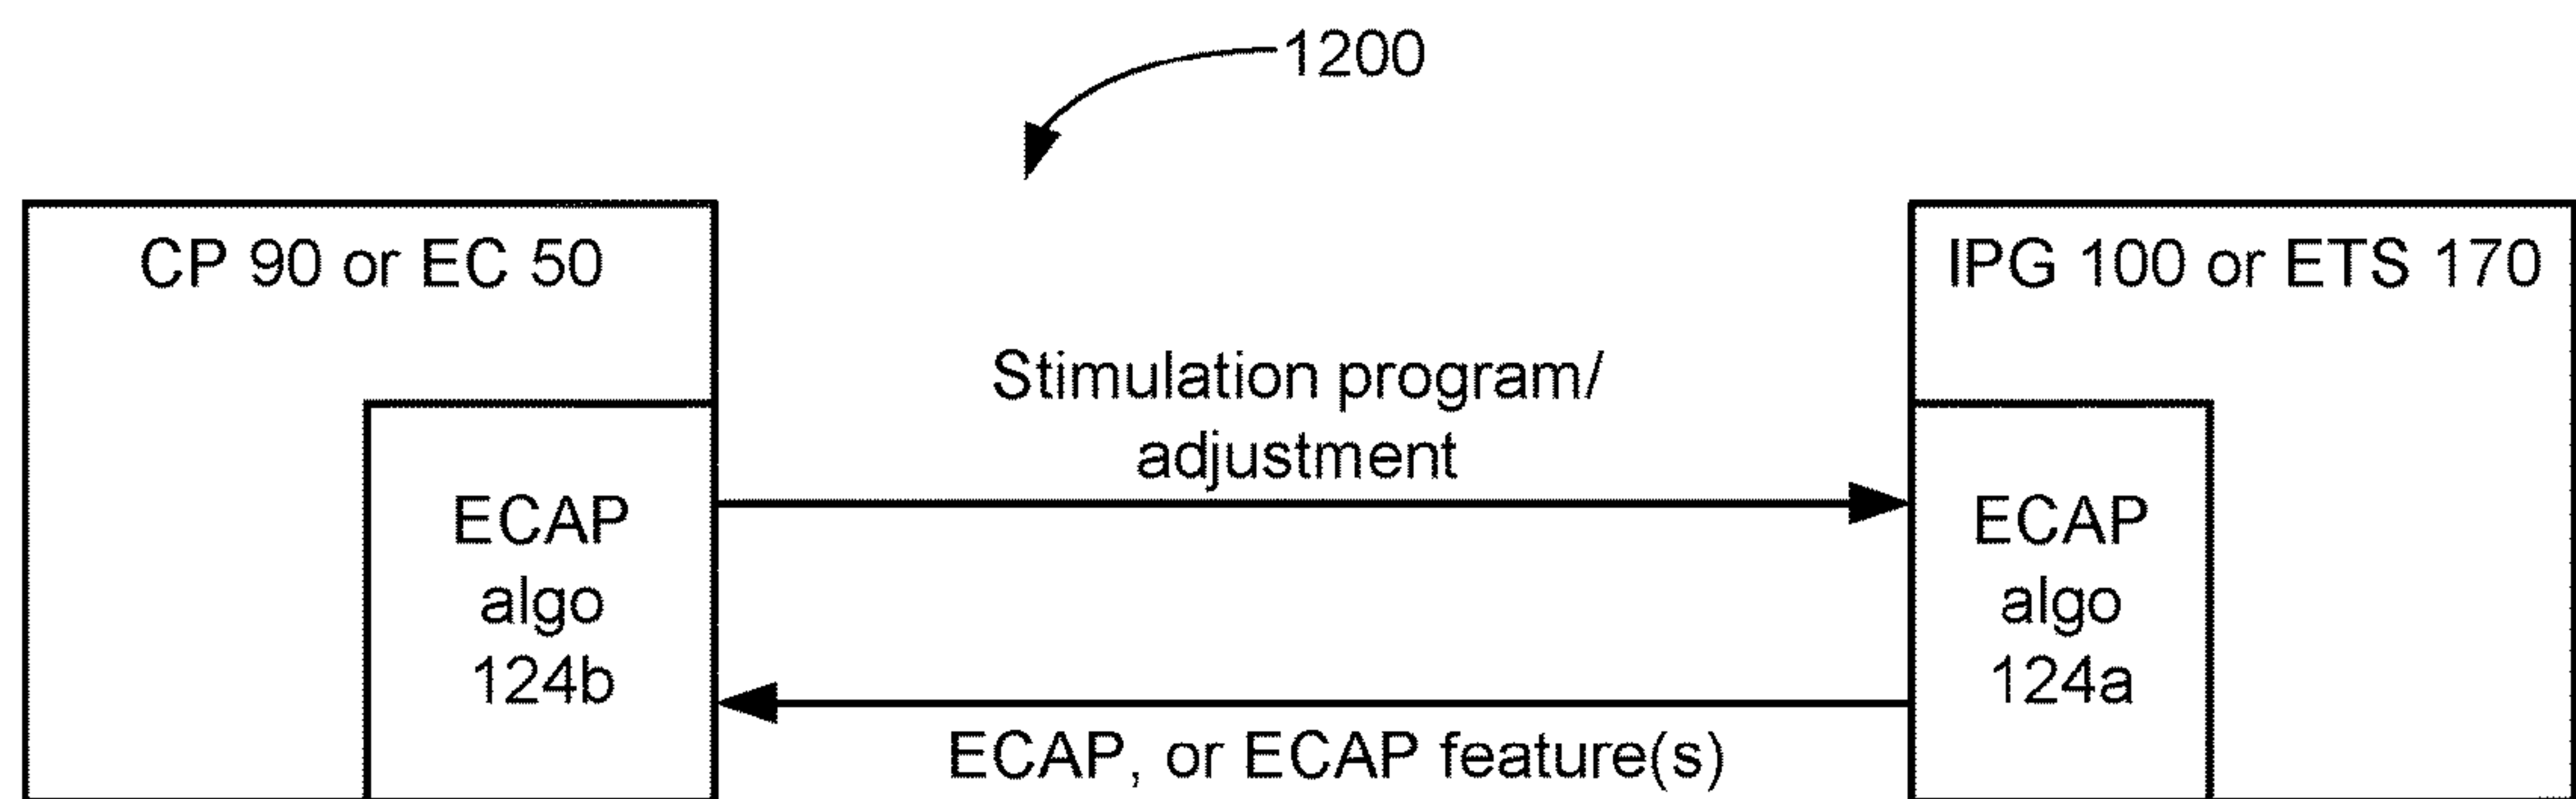 1200
CP 90 or EC 50
IPG 100 or ETS 170
Stimulation program/
adjustment
ECAP
algo
124b
ECAP
algo
124a
ECAP, or ECAP feature(s)